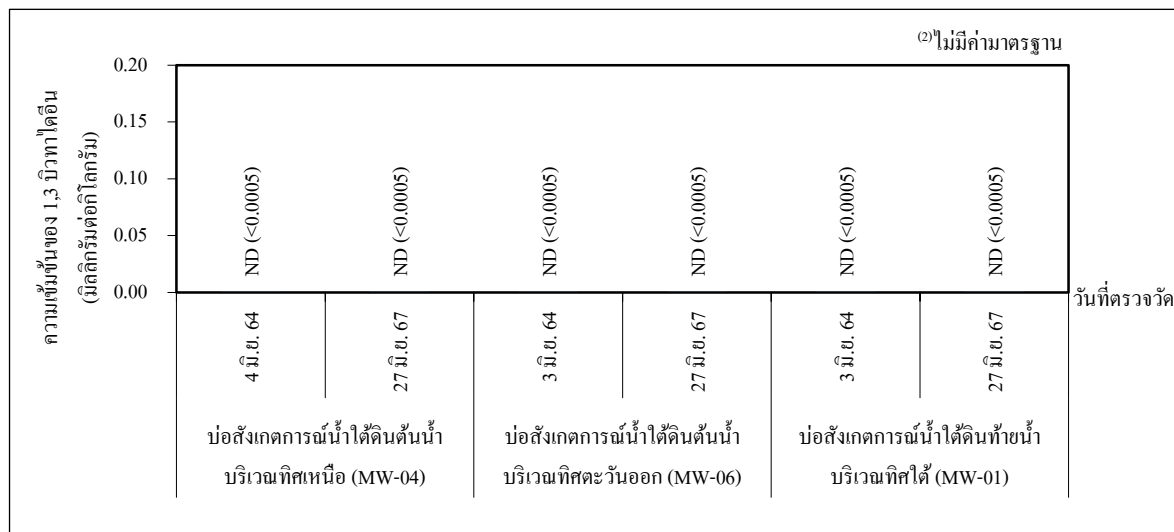 ⁽²⁾ไม่มีค่ามาตรฐาน
ความเข้มข้นของ 1,3 บิวทาไดอีน
(มิลลิกรัมต่อกิโลกรัม)
0.20
0.15
0.10
0.05
0.00
ND (<0.0005)
ND (<0.0005)
ND (<0.0005)
ND (<0.0005)
ND (<0.0005)
ND (<0.0005)
วันที่ตรวจวัด
4 มิ.ย. 64
27 มิ.ย. 67
3 มิ.ย. 64
27 มิ.ย. 67
3 มิ.ย. 64
27 มิ.ย. 67
บ่อสังเกตการณ์น้ำใต้ดินต้นน้ำ
บริเวณทิศเหนือ (MW-04)
บ่อสังเกตการณ์น้ำใต้ดินต้นน้ำ
บริเวณทิศตะวันออก (MW-06)
บ่อสังเกตการณ์น้ำใต้ดินท้ายน้ำ
บริเวณทิศใต้ (MW-01)